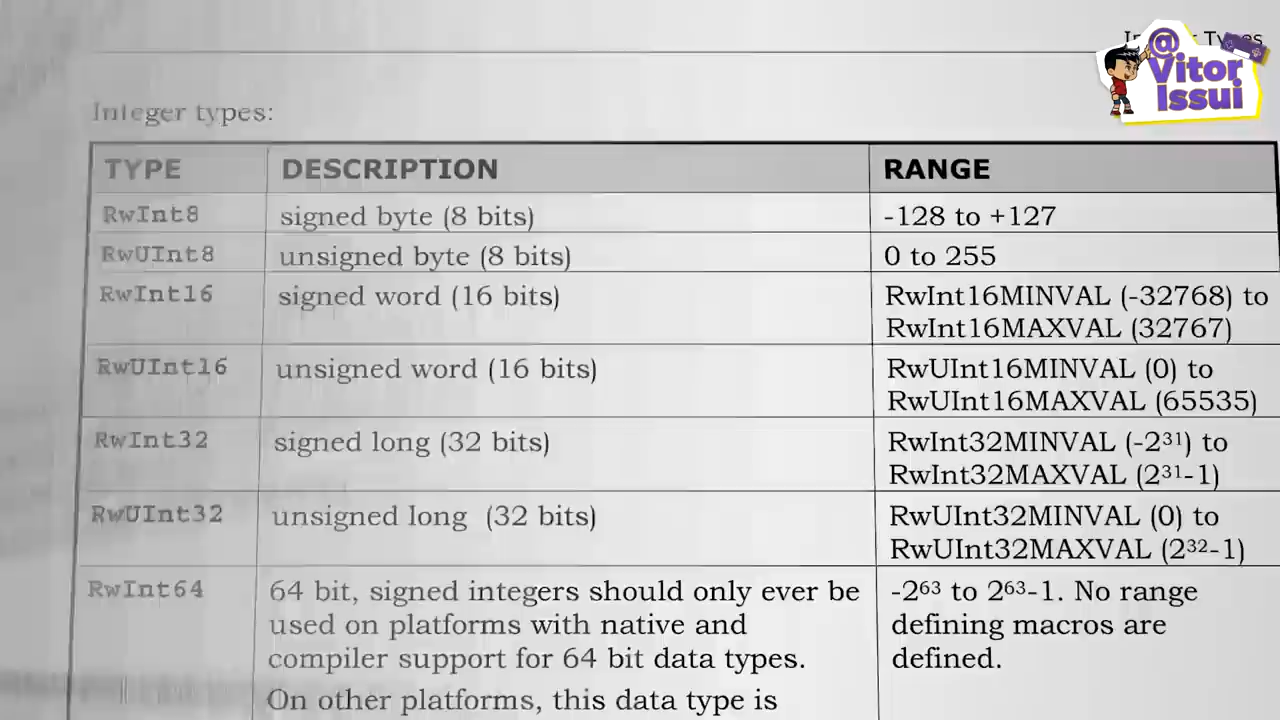 @
Vitor
Issui
Integer types:
TYPE DESCRIPTION RANGE
RwInt8 signed byte (8 bits) -128 to +127
RwUInt8 unsigned byte (8 bits) 0 to 255
RwInt16 signed word (16 bits) RwInt16MINVAL (-32768) to
RwInt16MAXVAL (32767)
RwUInt16 unsigned word (16 bits) RwUInt16MINVAL (0) to
RwUInt16MAXVAL (65535)
RwInt32 signed long (32 bits) RwInt32MINVAL (-2³¹) to
RwInt32MAXVAL (2³¹-1)
RwUInt32 unsigned long (32 bits) RwUInt32MINVAL (0) to
RwUInt32MAXVAL (2³²-1)
RwInt64 64 bit, signed integers should only ever be -2⁶³ to 2⁶³-1. No range
used on platforms with native and defining macros are
compiler support for 64 bit data types. defined.
On other platforms, this data type is